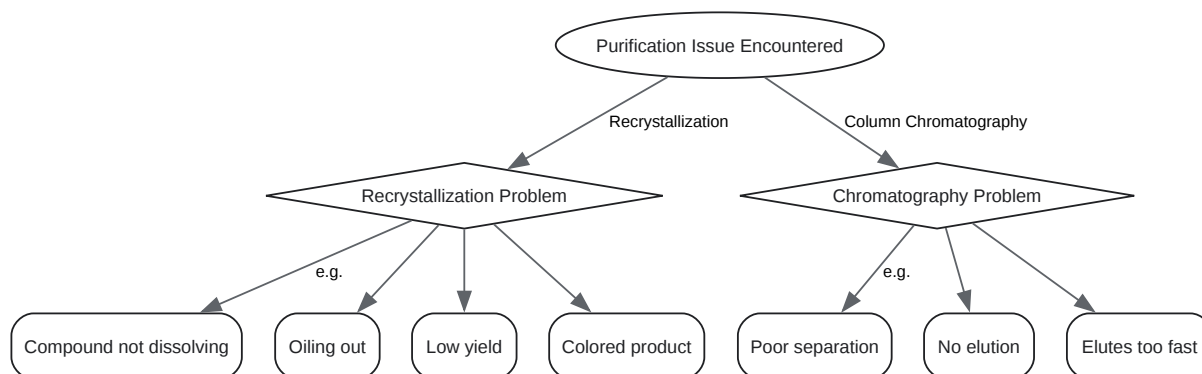 Purification Issue Encountered
Recrystallization
Column Chromatography
Recrystallization Problem
Chromatography Problem
e.g.
e.g.
Compound not dissolving
Oiling out
Low yield
Colored product
Poor separation
No elution
Elutes too fast